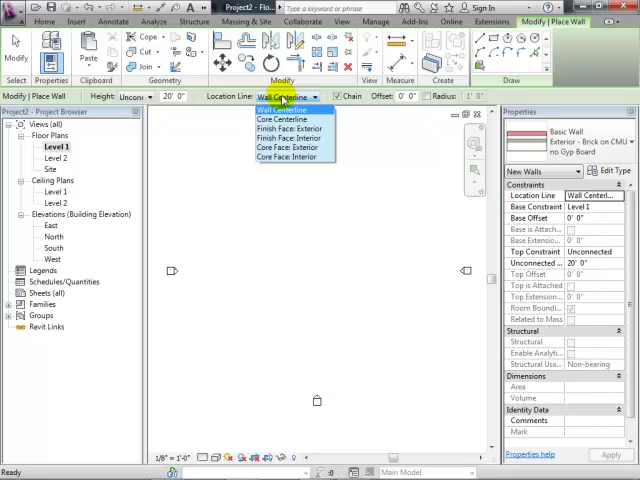 Project2 - Flo...
Type a keyword or phrase
Sign In
Home
Insert
Annotate
Analyze
Structure
Massing & Site
Collaborate
View
Manage
Add-Ins
Online
Extensions
Modify | Place Wall
Modify
Properties
Paste
Cope
Cut
Join
Select
Properties
Clipboard
Geometry
Modify
View
Measure
Create
Draw
Modify | Place Wall
Height:
Unconn
20' 0"
Location Line:
Wall Centerline
Chain
Offset:
0' 0"
Radius:
1' 0"
Wall Centerline
Core Centerline
Finish Face: Exterior
Finish Face: Interior
Core Face: Exterior
Core Face: Interior
Project2 - Project Browser
Views (all)
Floor Plans
Level 1
Level 2
Site
Ceiling Plans
Level 1
Level 2
Elevations (Building Elevation)
East
North
South
West
Legends
Schedules/Quantities
Sheets (all)
Families
Groups
Revit Links
Properties
Basic Wall
Exterior - Brick on CMU
no Gyp Board
New Walls
Edit Type
Constraints
Location Line
Wall Centerl...
Base Constraint
Level 1
Base Offset
0' 0"
Base is Attach...
Base Extension...
Top Constraint
Unconnected
Unconnected ...
20' 0"
Top Offset
0' 0"
Top is Attached...
Top Extension...
0' 0"
Room Boundin...
Related to Mass
Structural
Structural
Enable Analyti...
Structural Usa...
Non-bearing
Dimensions
Area
Volume
Identity Data
Comments
Mark
Properties help
Apply
1/8" = 1'-0"
Ready
:0
Main Model